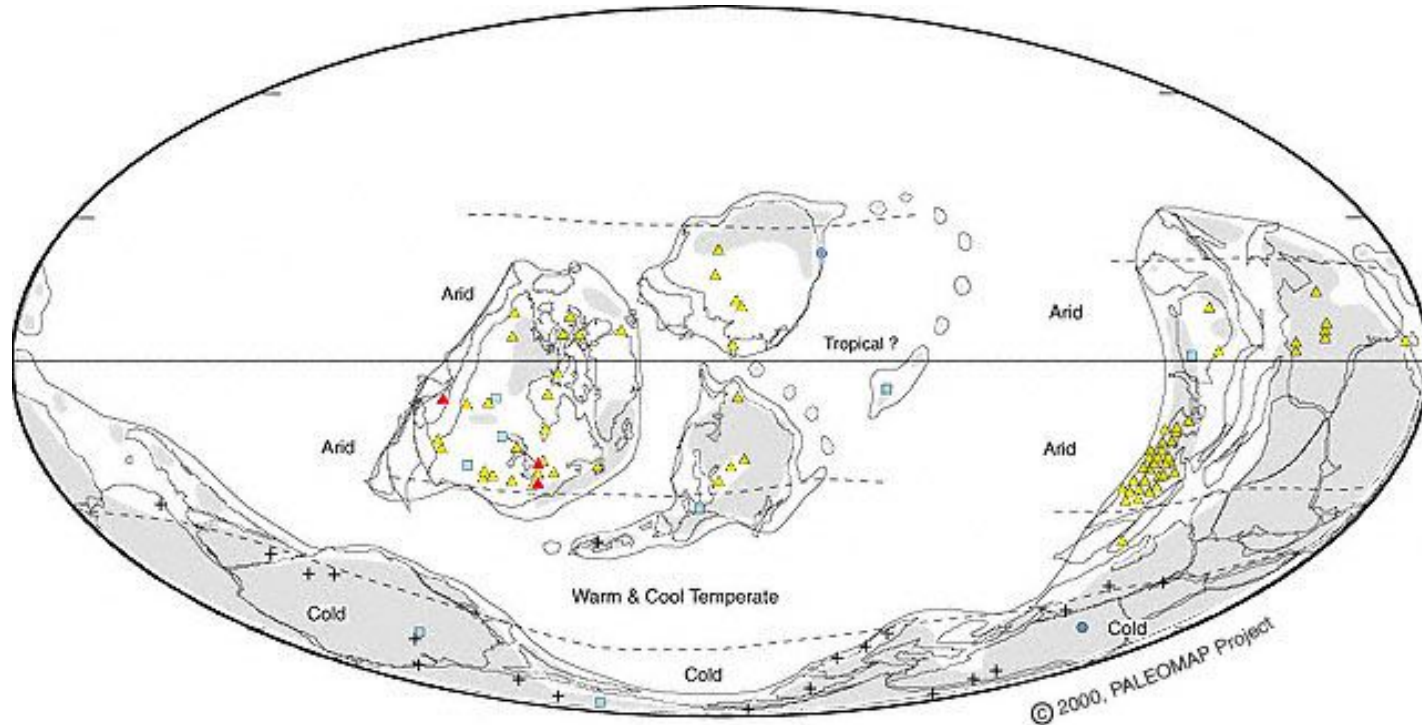 Arid
Arid
Tropical ?
Arid
Arid
Warm & Cool Temperate
Cold
Cold
Cold
© 2000, PALEOMAP Project